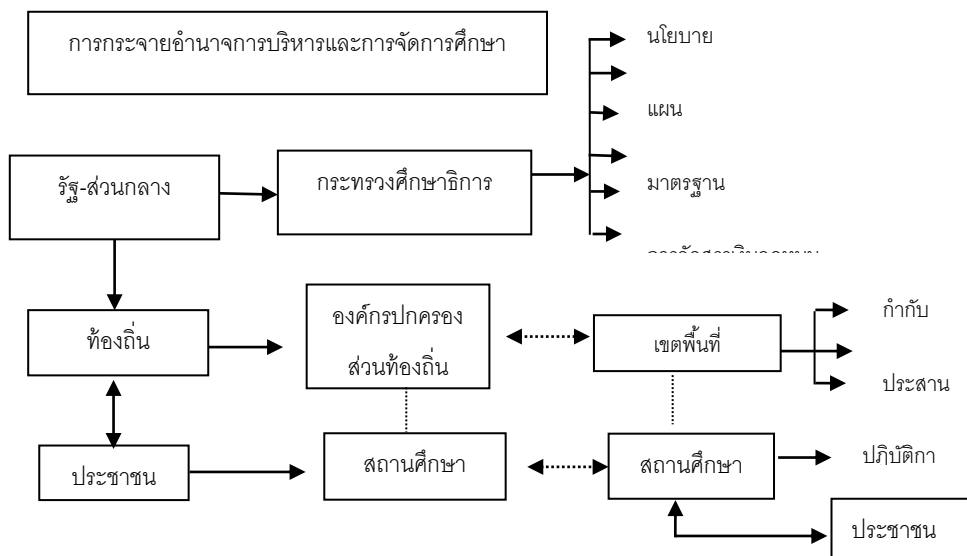 การกระจายอำนาจการบริหารและการจัดการศึกษา
นโยบาย
แผน
รัฐ-ส่วนกลาง
กระทรวงศึกษาธิการ
มาตรฐาน
ท้องถิ่น
องค์กรปกครอง
ส่วนท้องถิ่น
เขตพื้นที่
กำกับ
ประสาน
ประชาชน
สถานศึกษา
สถานศึกษา
ปฏิบัติกา
ประชาชน